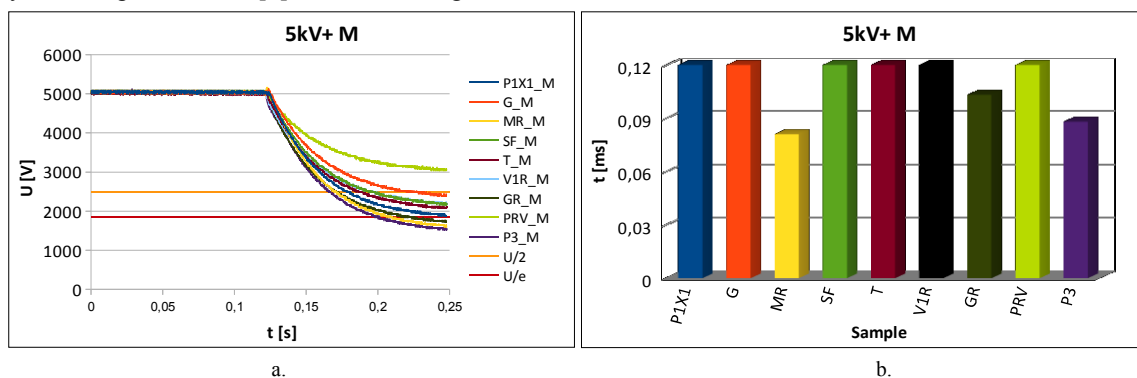 5kV+ M
U [V]
6000
5000
4000
3000
2000
1000
0
0
0,05
0,1
0,15
0,2
0,25
t [s]
P1X1_M
G_M
MR_M
SF_M
T_M
V1R_M
GR_M
PRV_M
P3_M
U/2
U/e
a.
5kV+ M
t [ms]
0,12
0,09
0,06
0,03
0
P1X1
G
MR
SF
T
V1R
GR
PRV
P3
Sample
b.